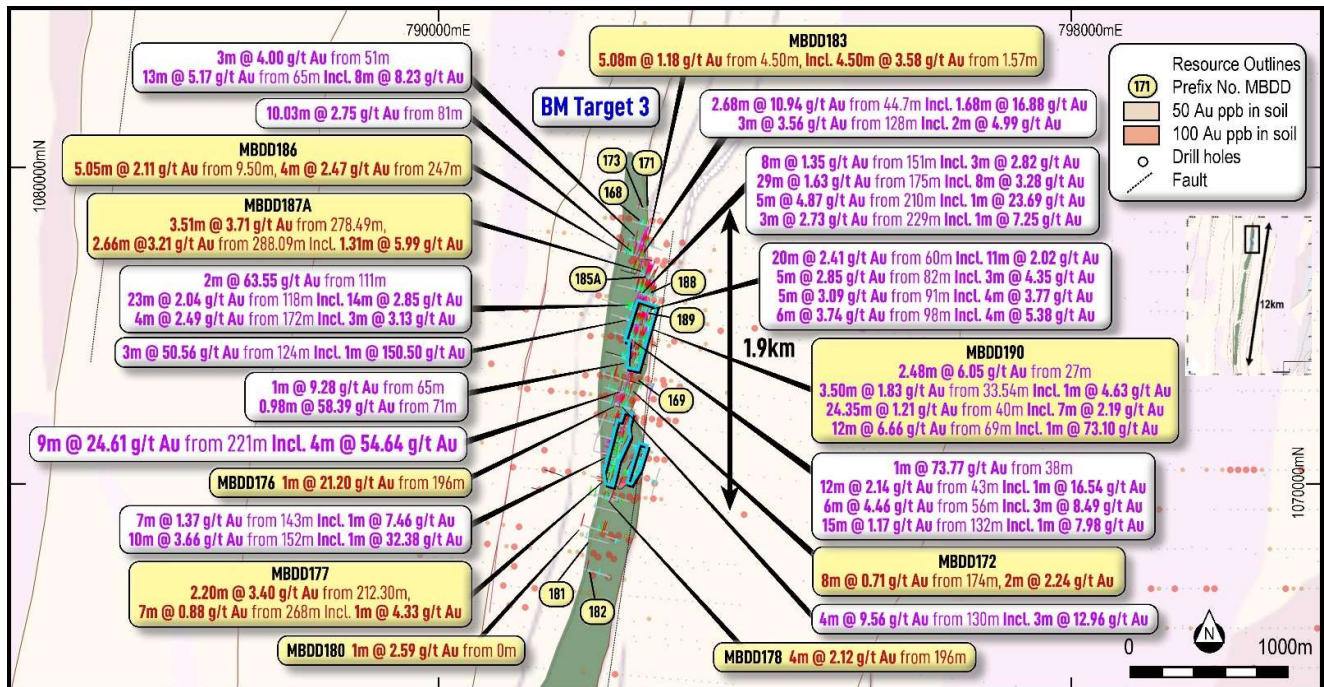 790000mE
798000mE
1080000mN
1070000mN
3m @ 4.00 g/t Au from 51m
13m @ 5.17 g/t Au from 65m Incl. 8m @ 8.23 g/t Au
10.03m @ 2.75 g/t Au from 81m
MBDD186
5.05m @ 2.11 g/t Au from 9.50m, 4m @ 2.47 g/t Au from 247m
MBDD187A
3.51m @ 3.71 g/t Au from 278.49m,
2.66m @3.21 g/t Au from 288.09m Incl. 1.31m @ 5.99 g/t Au
2m @ 63.55 g/t Au from 111m
23m @ 2.04 g/t Au from 118m Incl. 14m @ 2.85 g/t Au
4m @ 2.49 g/t Au from 172m Incl. 3m @ 3.13 g/t Au
3m @ 50.56 g/t Au from 124m Incl. 1m @ 150.50 g/t Au
1m @ 9.28 g/t Au from 65m
0.98m @ 58.39 g/t Au from 71m
9m @ 24.61 g/t Au from 221m Incl. 4m @ 54.64 g/t Au
MBDD176 1m @ 21.20 g/t Au from 196m
7m @ 1.37 g/t Au from 143m Incl. 1m @ 7.46 g/t Au
10m @ 3.66 g/t Au from 152m Incl. 1m @ 32.38 g/t Au
MBDD177
2.20m @ 3.40 g/t Au from 212.30m,
7m @ 0.88 g/t Au from 268m Incl. 1m @ 4.33 g/t Au
MBDD180 1m @ 2.59 g/t Au from 0m
BM Target 3
173
171
168
185A
188
189
169
181
182
1.9km
MBDD183
5.08m @ 1.18 g/t Au from 4.50m, Incl. 4.50m @ 3.58 g/t Au from 1.57m
2.68m @ 10.94 g/t Au from 44.7m Incl. 1.68m @ 16.88 g/t Au
3m @ 3.56 g/t Au from 128m Incl. 2m @ 4.99 g/t Au
8m @ 1.35 g/t Au from 151m Incl. 3m @ 2.82 g/t Au
29m @ 1.63 g/t Au from 175m Incl. 8m @ 3.28 g/t Au
5m @ 4.87 g/t Au from 210m Incl. 1m @ 23.69 g/t Au
3m @ 2.73 g/t Au from 229m Incl. 1m @ 7.25 g/t Au
20m @ 2.41 g/t Au from 60m Incl. 11m @ 2.02 g/t Au
5m @ 2.85 g/t Au from 82m Incl. 3m @ 4.35 g/t Au
5m @ 3.09 g/t Au from 91m Incl. 4m @ 3.77 g/t Au
6m @ 3.74 g/t Au from 98m Incl. 4m @ 5.38 g/t Au
MBDD190
2.48m @ 6.05 g/t Au from 27m
3.50m @ 1.83 g/t Au from 33.54m Incl. 1m @ 4.63 g/t Au
24.35m @ 1.21 g/t Au from 40m Incl. 7m @ 2.19 g/t Au
12m @ 6.66 g/t Au from 69m Incl. 1m @ 73.10 g/t Au
1m @ 73.77 g/t Au from 38m
12m @ 2.14 g/t Au from 43m Incl. 1m @ 16.54 g/t Au
6m @ 4.46 g/t Au from 56m Incl. 3m @ 8.49 g/t Au
15m @ 1.17 g/t Au from 132m Incl. 1m @ 7.98 g/t Au
MBDD172
8m @ 0.71 g/t Au from 174m, 2m @ 2.24 g/t Au
4m @ 9.56 g/t Au from 130m Incl. 3m @ 12.96 g/t Au
MBDD178 4m @ 2.12 g/t Au from 196m
Resource Outlines
171 Prefix No. MBDD
50 Au ppb in soil
100 Au ppb in soil
Drill holes
Fault
12km
N
0 1000m